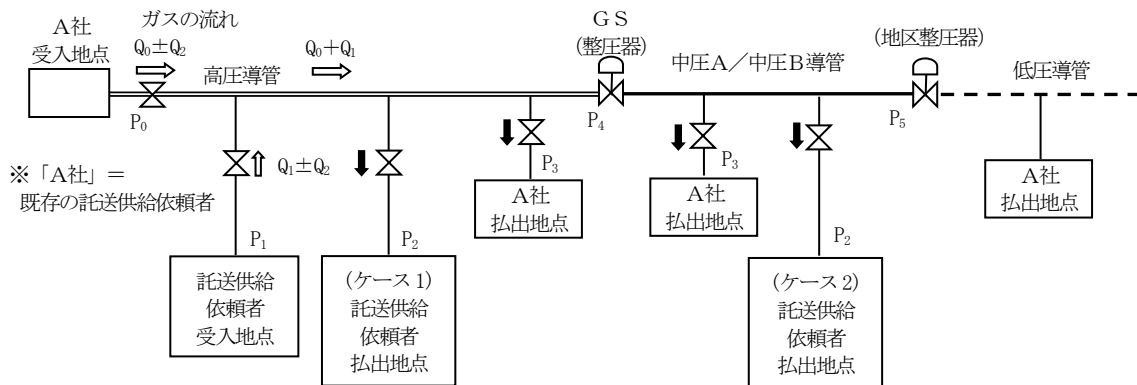 A社
受入地点
ガスの流れ
Q₀±Q₂
Q₀＋Q₁
高圧導管
GS
(整圧器)
中圧A／中圧B導管
(地区整圧器)
低圧導管
P₀
P₄
P₅
※「A社」＝
既存の託送供給依頼者
Q₁±Q₂
P₃
P₃
A社
払出地点
A社
払出地点
A社
払出地点
P₁
P₂
P₂
託送供給
依頼者
受入地点
(ケース1)
託送供給
依頼者
払出地点
(ケース2)
託送供給
依頼者
払出地点